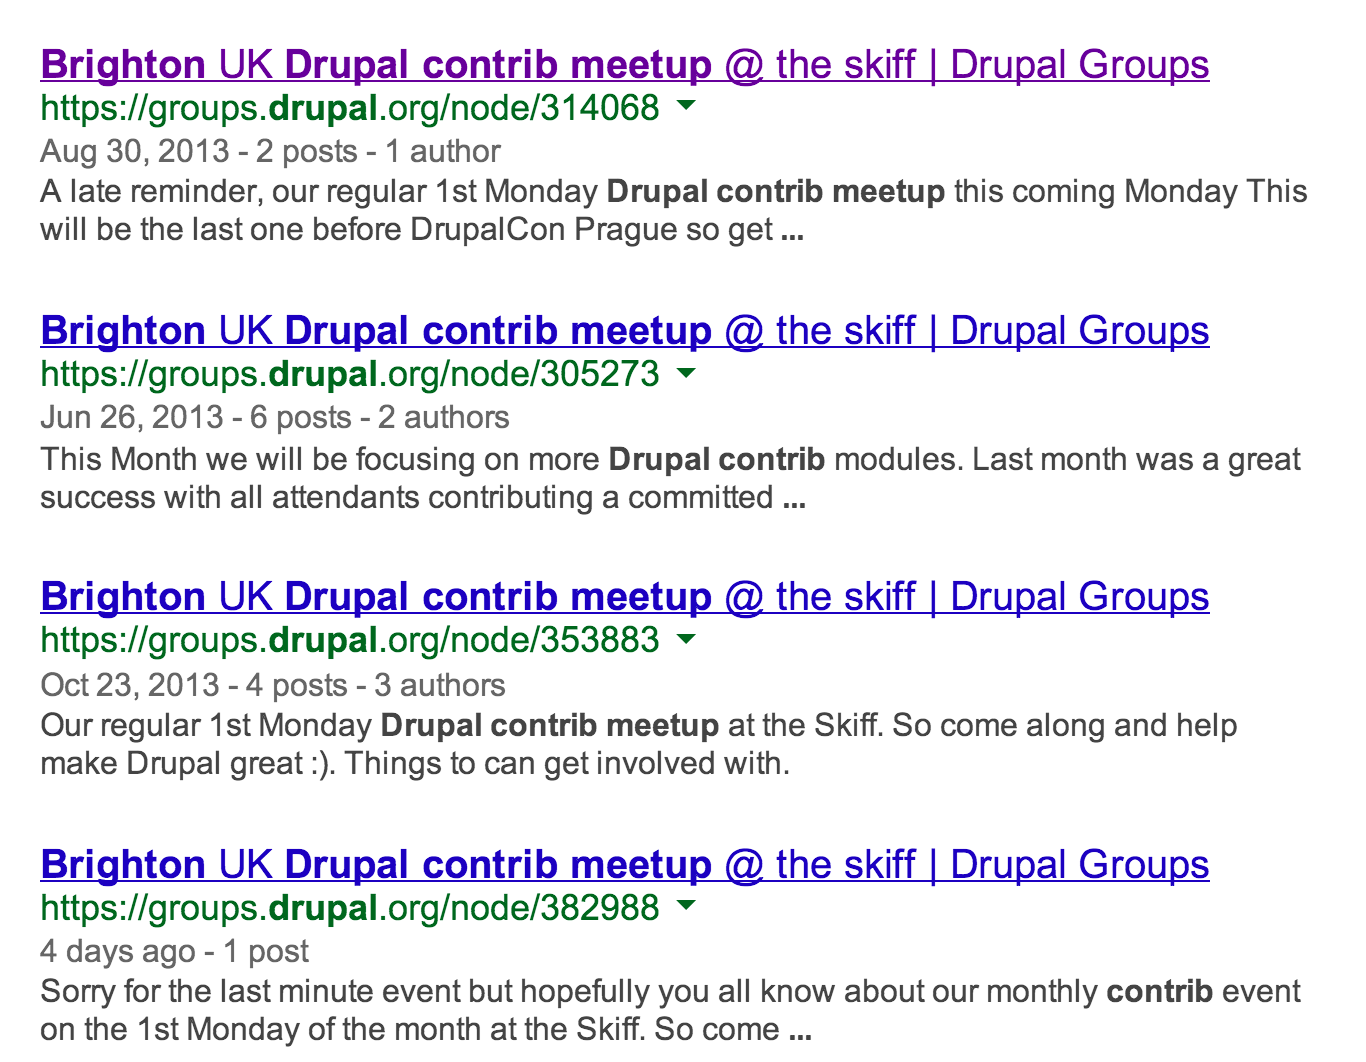 Brighton UK Drupal contrib meetup @ the skiff | Drupal Groups
https://groups.drupal.org/node/314068
Aug 30, 2013 - 2 posts - 1 author
A late reminder, our regular 1st Monday Drupal contrib meetup this coming Monday This
will be the last one before DrupalCon Prague so get ...
Brighton UK Drupal contrib meetup @ the skiff | Drupal Groups
https://groups.drupal.org/node/305273
Jun 26, 2013 - 6 posts - 2 authors
This Month we will be focusing on more Drupal contrib modules. Last month was a great
success with all attendants contributing a committed ...
Brighton UK Drupal contrib meetup @ the skiff | Drupal Groups
https://groups.drupal.org/node/353883
Oct 23, 2013 - 4 posts - 3 authors
Our regular 1st Monday Drupal contrib meetup at the Skiff. So come along and help
make Drupal great :). Things to can get involved with.
Brighton UK Drupal contrib meetup @ the skiff | Drupal Groups
https://groups.drupal.org/node/382988
4 days ago - 1 post
Sorry for the last minute event but hopefully you all know about our monthly contrib event
on the 1st Monday of the month at the Skiff. So come ...